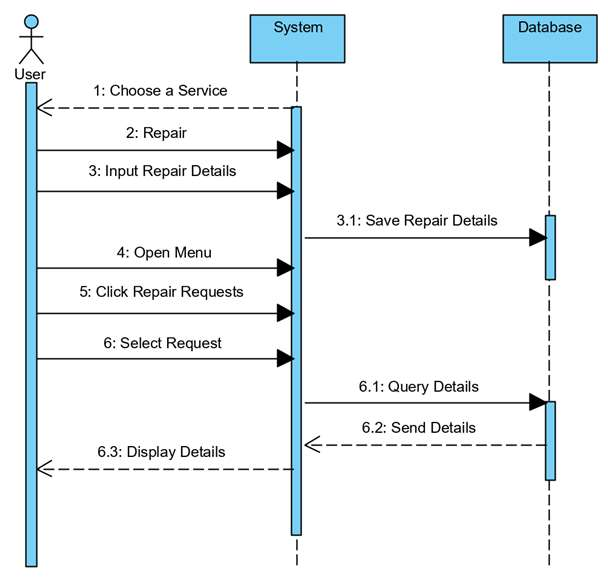 System
Database
User
1: Choose a Service
2: Repair
3: Input Repair Details
3.1: Save Repair Details
4: Open Menu
5: Click Repair Requests
6: Select Request
6.1: Query Details
6.2: Send Details
6.3: Display Details